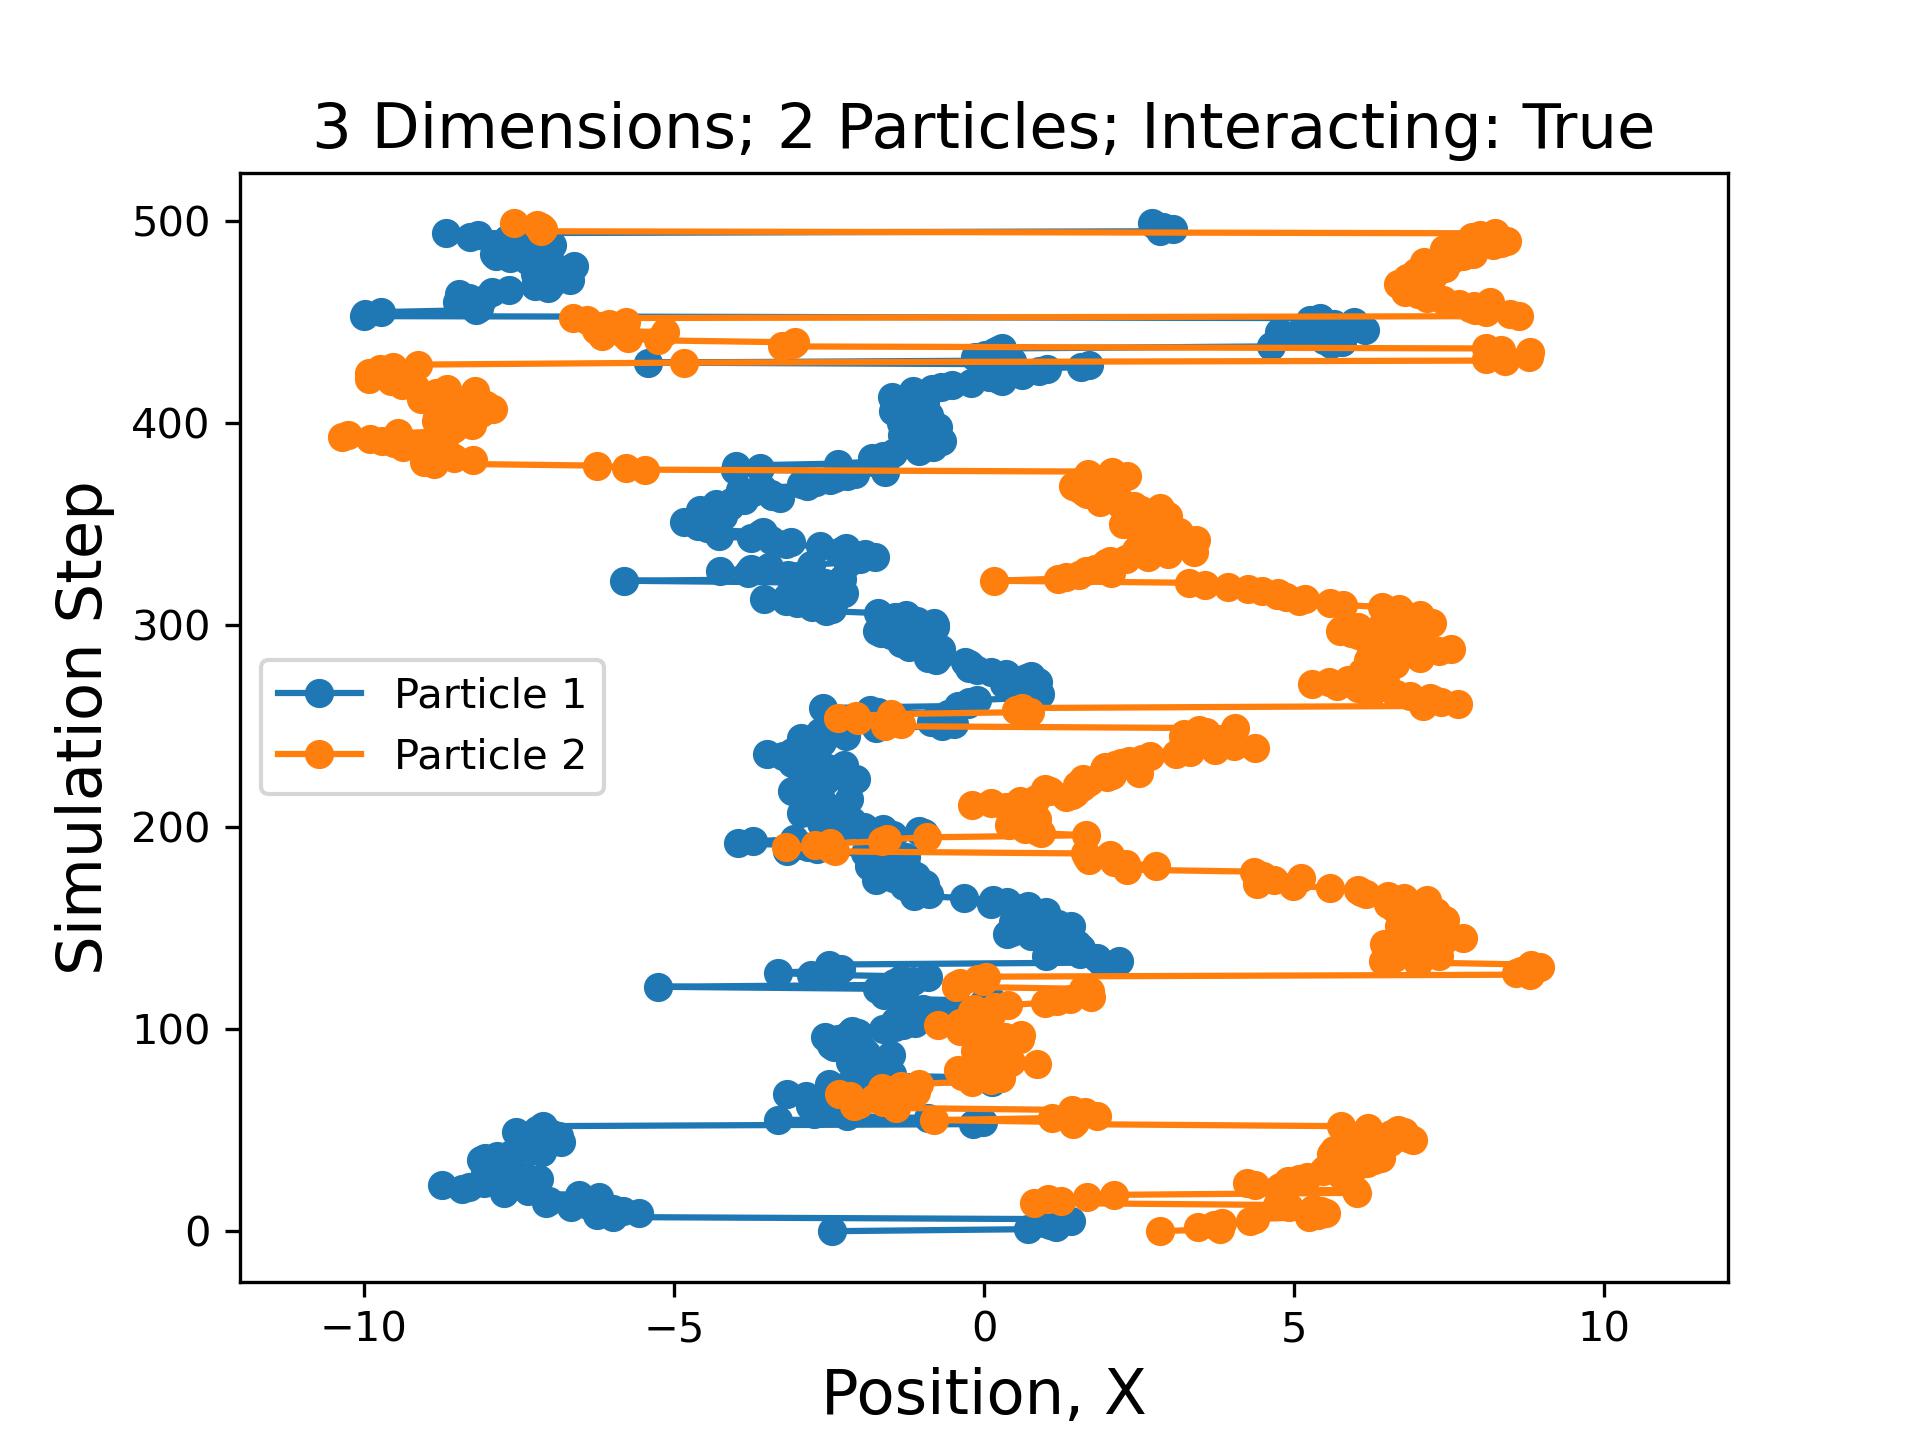 3 Dimensions; 2 Particles; Interacting: True
Simulation Step
500
400
300
200
100
0
Particle 1
Particle 2
−10
−5
0
5
10
Position, X